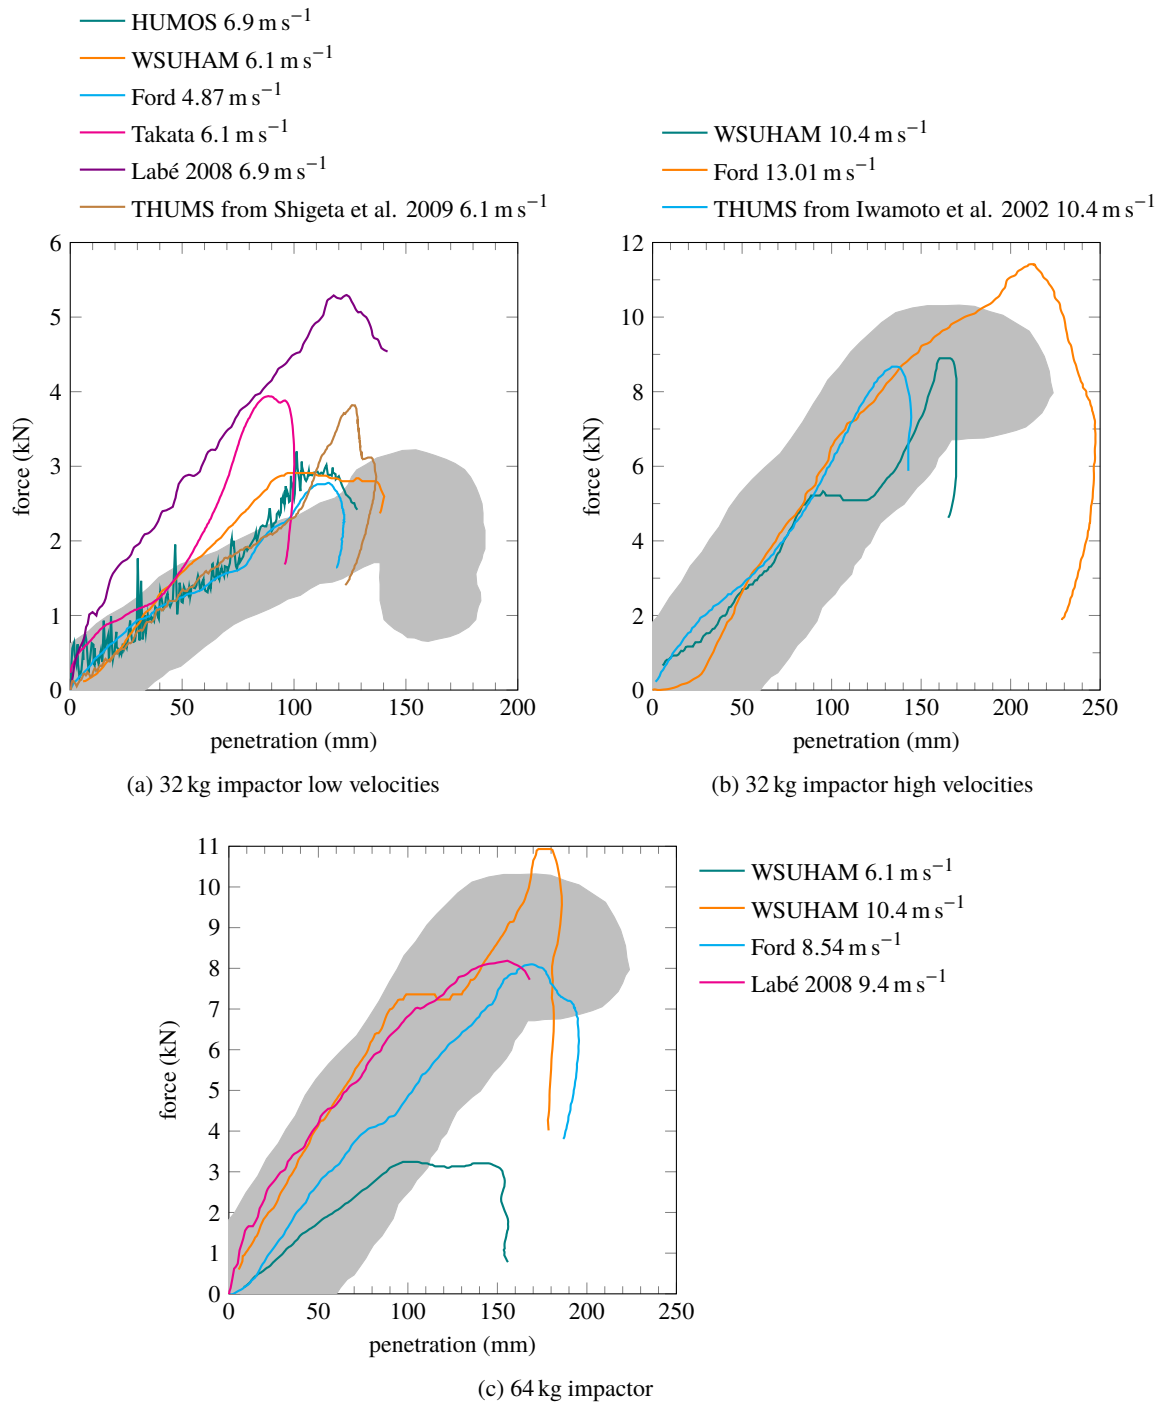 HUMOS 6.9 m s⁻¹
WSUHAM 6.1 m s⁻¹
Ford 4.87 m s⁻¹
Takata 6.1 m s⁻¹
Labé 2008 6.9 m s⁻¹
THUMS from Shigeta et al. 2009 6.1 m s⁻¹
0
1
2
3
4
5
6
force (kN)
0 50 100 150 200
penetration (mm)
(a) 32 kg impactor low velocities
WSUHAM 10.4 m s⁻¹
Ford 13.01 m s⁻¹
THUMS from Iwamoto et al. 2002 10.4 m s⁻¹
12
10
8
6
4
2
0
force (kN)
0 50 100 150 200 250
penetration (mm)
(b) 32 kg impactor high velocities
11
10
9
8
7
6
5
4
3
2
1
0
force (kN)
0 50 100 150 200 250
penetration (mm)
WSUHAM 6.1 m s⁻¹
WSUHAM 10.4 m s⁻¹
Ford 8.54 m s⁻¹
Labé 2008 9.4 m s⁻¹
(c) 64 kg impactor